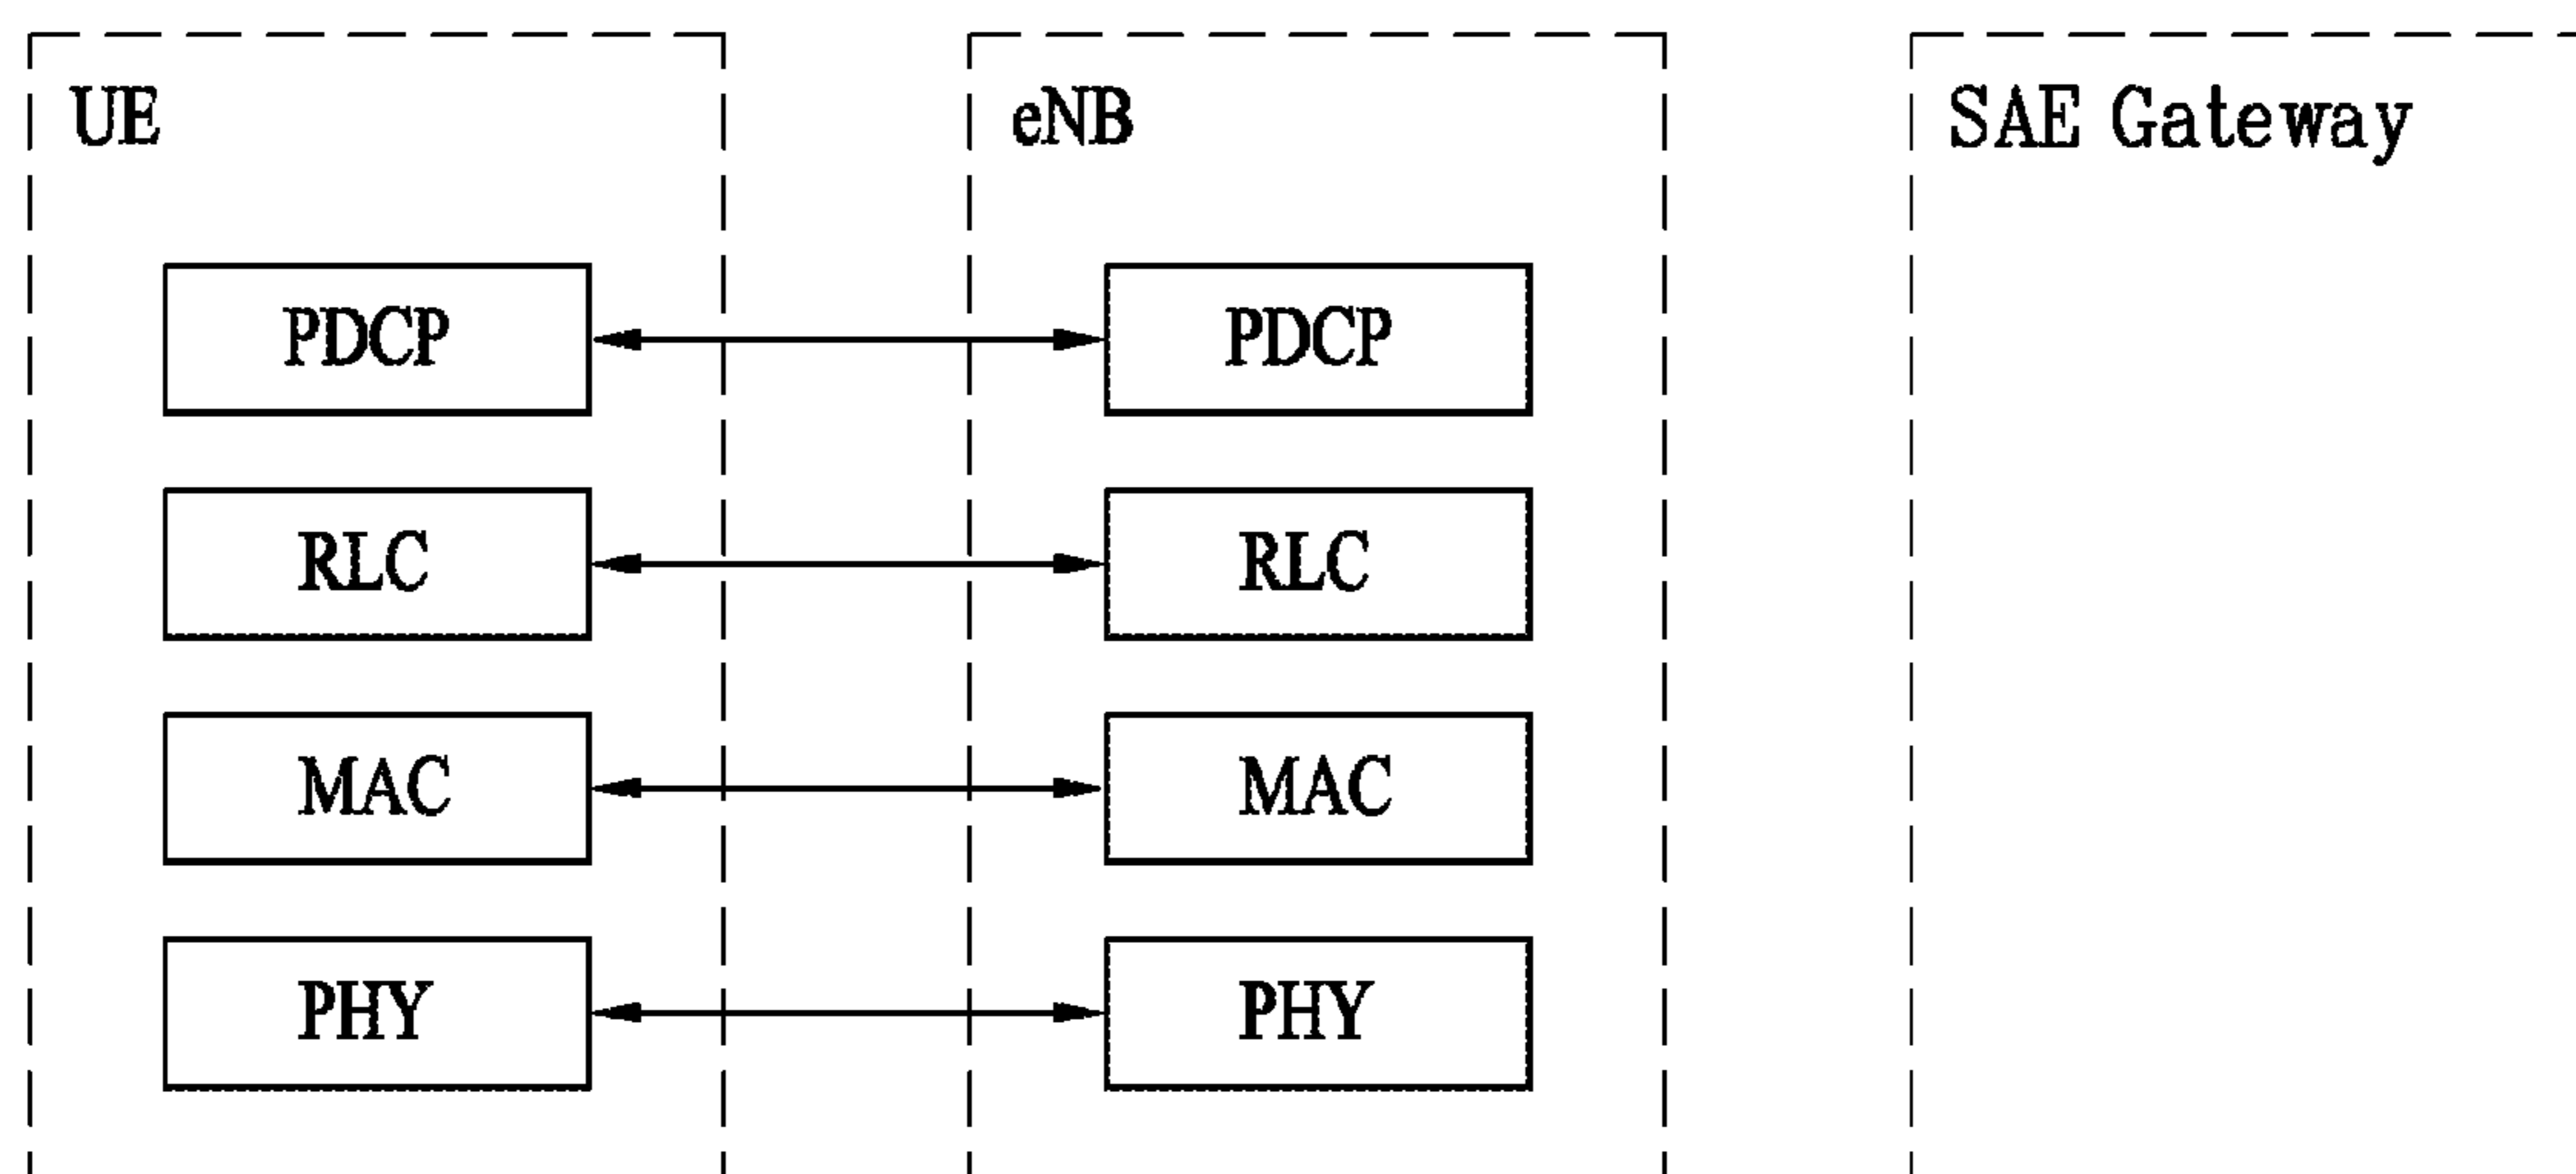 UE
eNB
SAE Gateway
PDCP
PDCP
RLC
RLC
MAC
MAC
PHY
PHY